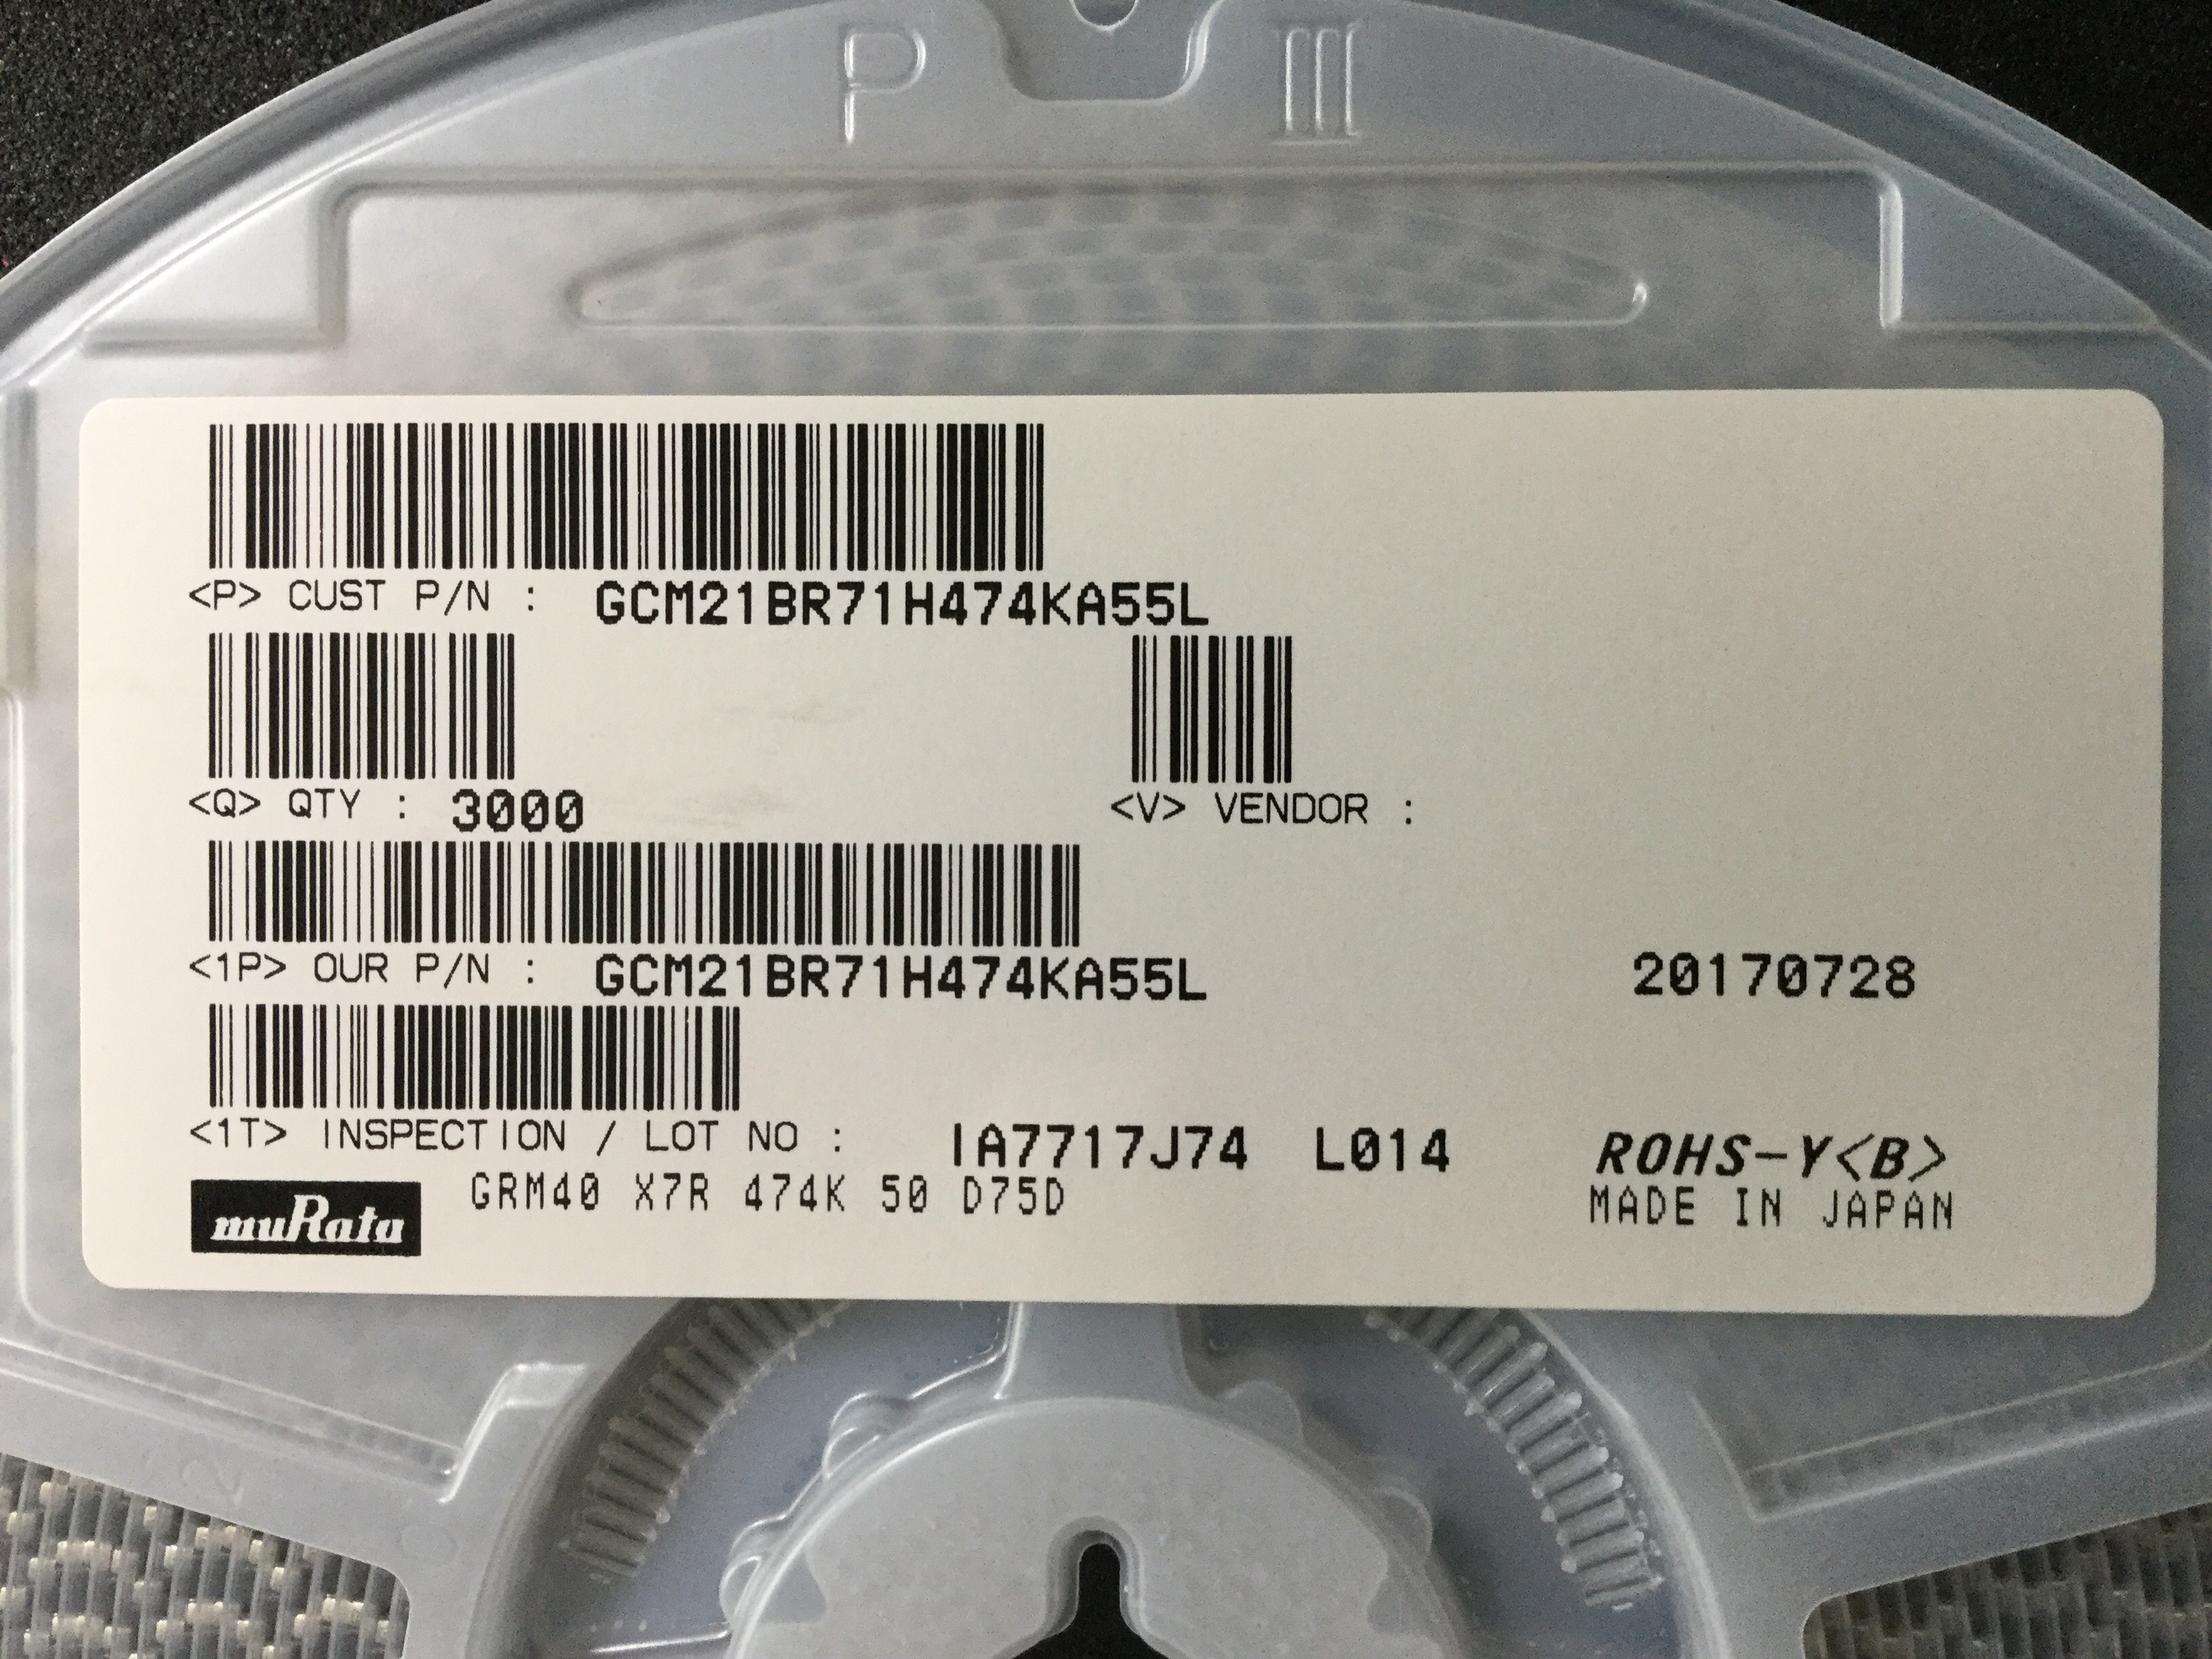 P III
<P> CUST P/N : GCM21BR71H474KA55L
<Q> QTY : 3000 <V> VENDOR :
<1P> OUR P/N : GCM21BR71H474KA55L 20170728
<1T> INSPECTION / LOT NO : IA7717J74 L014 ROHS-Y<B>
muRata GRM40 X7R 474K 50 D75D MADE IN JAPAN
2